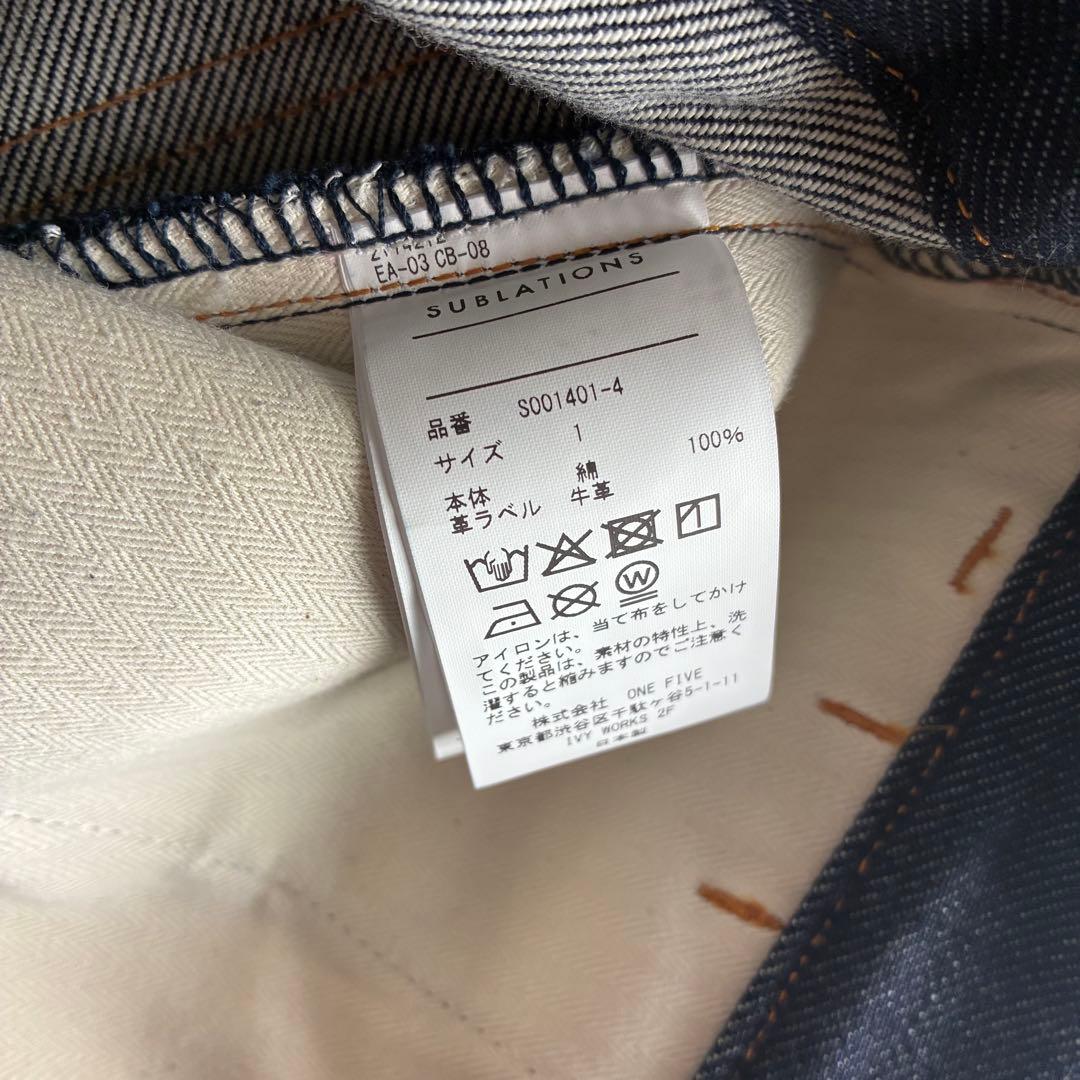 EA-03 CB-08
SUBLATIONS
品番 S001401-4
サイズ 1
本体 綿 100%
革ラベル 牛革
W
アイロンは、当て布をしてかけ
てください。
この製品は、素材の特性上、洗
濯すると縮みますのでご注意く
ださい。
株式会社 ONE FIVE
東京都渋谷区千駄ヶ谷5-1-11
IVY WORKS 2F
日本製